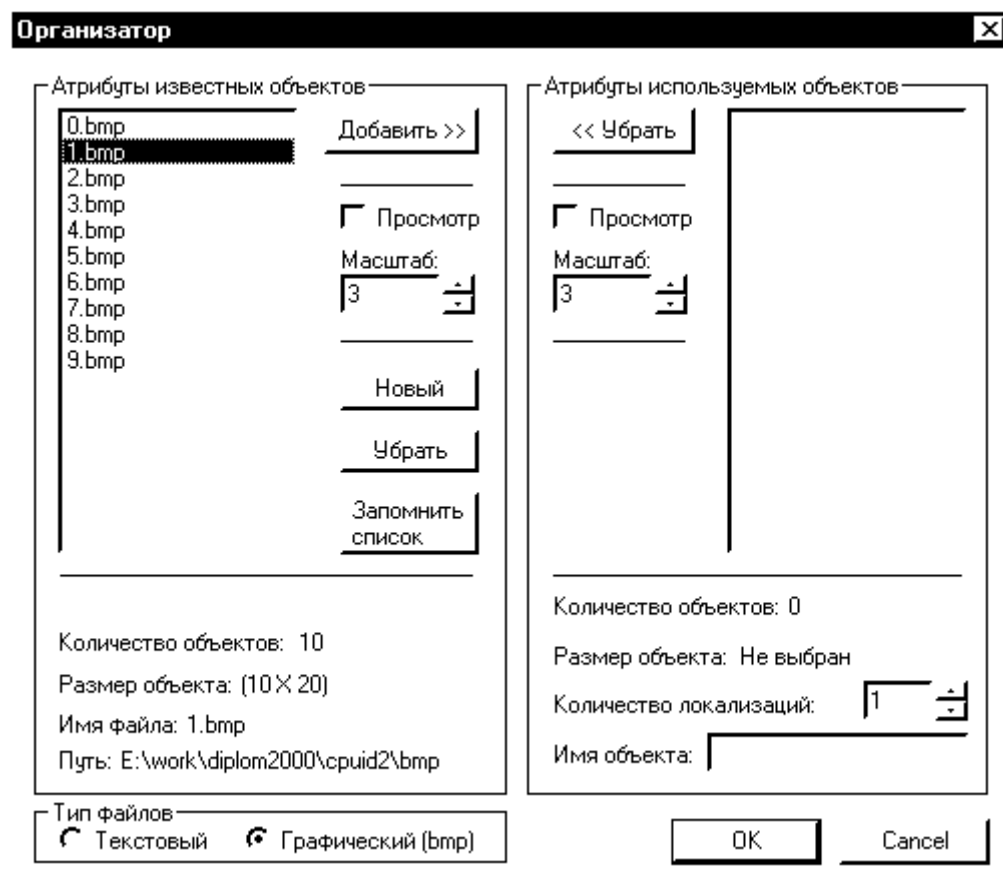 Организатор
Атрибуты известных объектов
0.bmp
1.bmp
2.bmp
3.bmp
4.bmp
5.bmp
6.bmp
7.bmp
8.bmp
9.bmp
Добавить >>
Просмотр
Масштаб:
3
Новый
Убрать
Запомнить
список
Количество объектов: 10
Размер объекта: (10 X 20)
Имя файла: 1.bmp
Путь: E:\work\diplom2000\cpuid2\bmp
Атрибуты используемых объектов
<< Убрать
Просмотр
Масштаб:
3
Количество объектов: 0
Размер объекта: Не выбран
Количество локализаций: 1
Имя объекта:
Тип файлов
Текстовый Графический (bmp)
OK Cancel